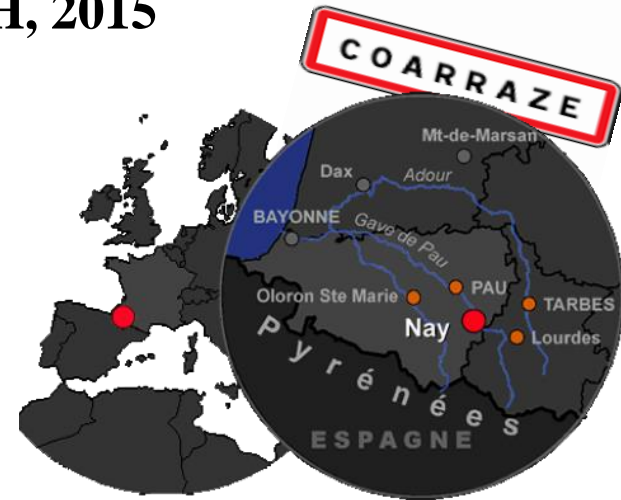 H, 2015
COARRAZE
Mt-de-Marsan
Dax
Adour
BAYONNE
Gave de Pau
Oloron Ste Marie
PAU
TARBES
Nay
Lourdes
Pyrénées
ESPAGNE